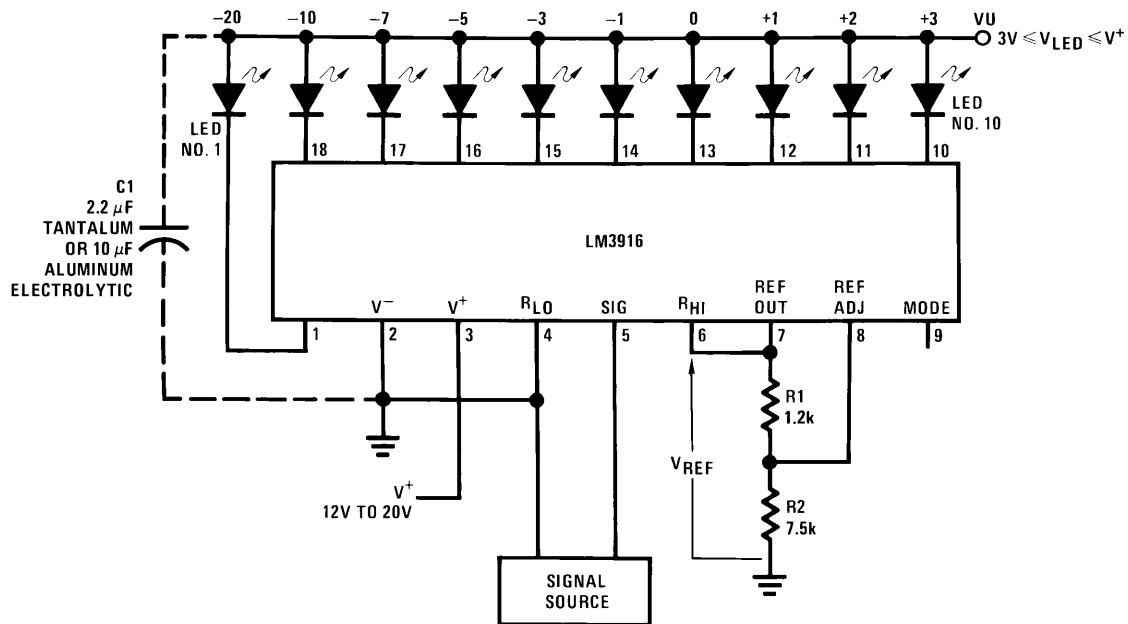 −20 −10 −7 −5 −3 −1 0 +1 +2 +3 VU
3V ≤ V_LED ≤ V+
LED
NO. 1
LED
NO. 10
18 17 16 15 14 13 12 11 10
C1
2.2 μF
TANTALUM
OR 10 μF
ALUMINUM
ELECTROLYTIC
LM3916
V− V+ RLO SIG RHI REF OUT REF ADJ MODE
1 2 3 4 5 6 7 8 9
R1
1.2k
VREF
R2
7.5k
V+
12V TO 20V
SIGNAL
SOURCE